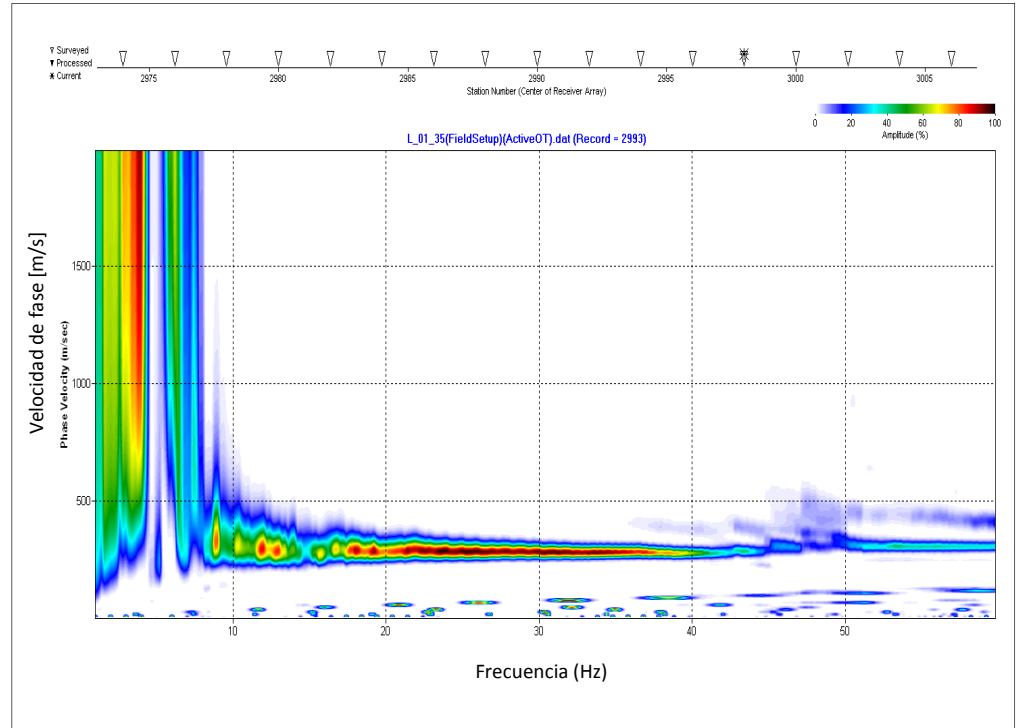 Surveyed
Processed
Current
2975 2980 2985 2990 2995 3000 3005
Station Number (Center of Receiver Array)
0 20 40 60 80 100
Amplitude (%)
L_01_35(FieldSetup)(ActiveOT).dat (Record = 2993)
Velocidad de fase [m/s]
Phase Velocity (m/sec)
1500
1000
500
10 20 30 40 50
Frecuencia (Hz)